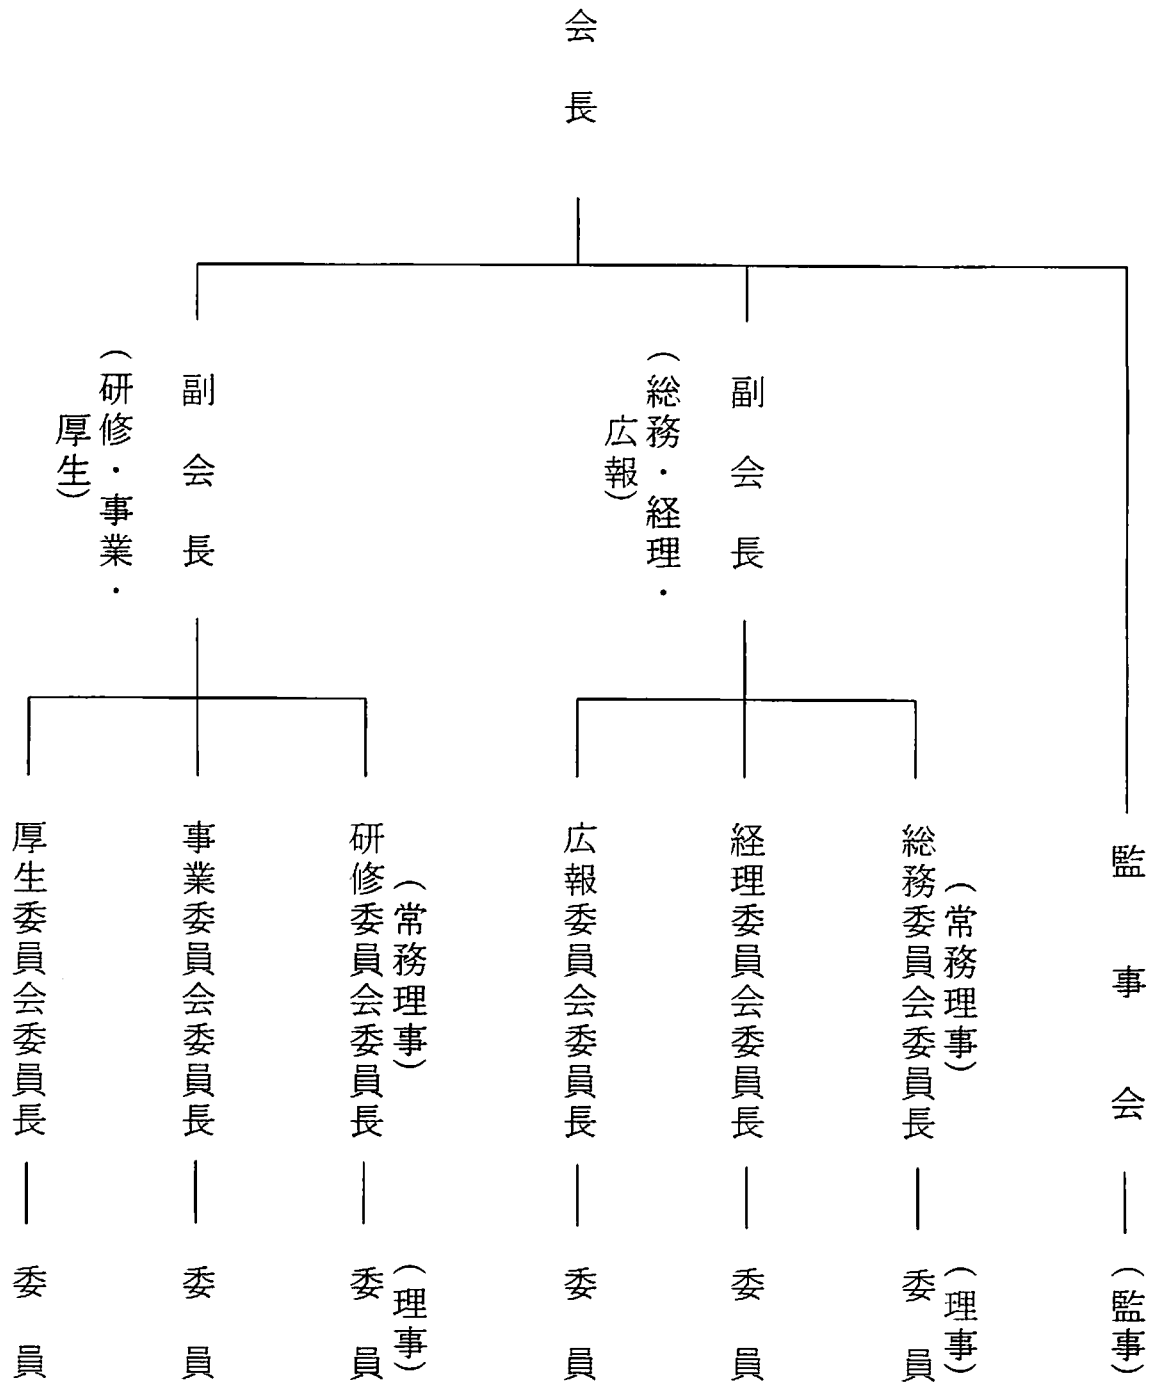 会長
監事会
(監事)
副会長
(総務・経理・
広報)
(常務理事)
総務委員会委員長
(理事)
委員
経理委員会委員長
委員
広報委員会委員長
委員
副会長
(研修・事業・
厚生)
(常務理事)
研修委員会委員長
(理事)
委員
事業委員会委員長
委員
厚生委員会委員長
委員